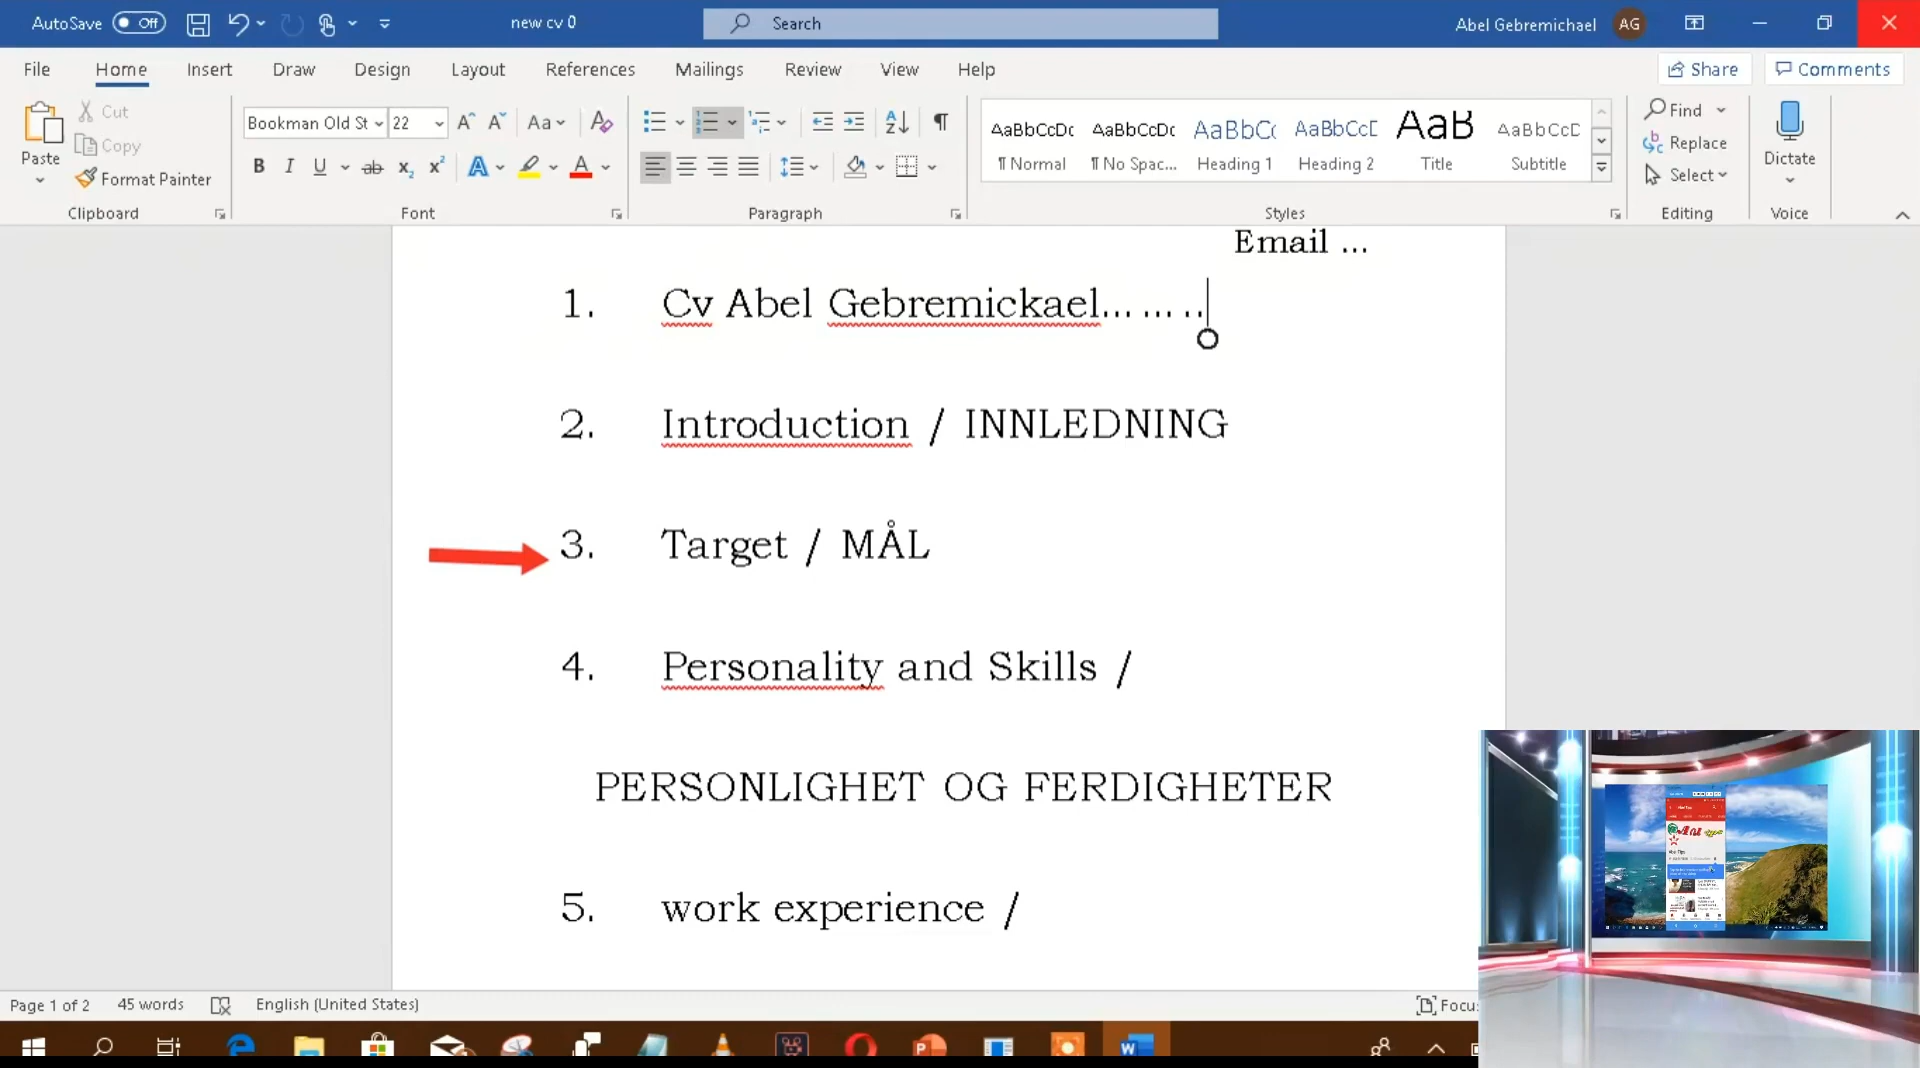 AutoSave Off new cv 0 Search Abel Gebremichael AG
File Home Insert Draw Design Layout References Mailings Review View Help Share Comments
Paste Cut Copy Format Painter
Clipboard
Bookman Old St 22
Font
Paragraph
AaBbCcDc AaBbCcDc AaBbCc AaBbCcD AaB AaBbCcD
¶ Normal ¶ No Spac... Heading 1 Heading 2 Title Subtitle
Styles
Find
Replace
Select
Editing
Dictate
Voice
Email ...
1. Cv Abel Gebremickael... ... ..
2. Introduction / INNLEDNING
3. Target / MÅL
4. Personality and Skills /
PERSONLIGHET OG FERDIGHETER
5. work experience /
Page 1 of 2 45 words English (United States) Focu